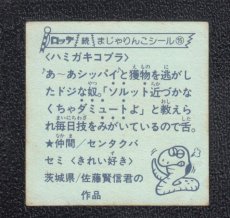 ロッテ 続 まじゃりんこシール⑮
〈ハミガキコブラ〉
あ〜あシッパイと獲物を逃がし
たドジな奴。「ソルット近づかな
くちゃダミュートよ」と教えら
れ毎日技をみがいているので舌。
★仲間／センタクバ
セミ〈きれい好き〉
茨城県/佐藤賢信君の
作品